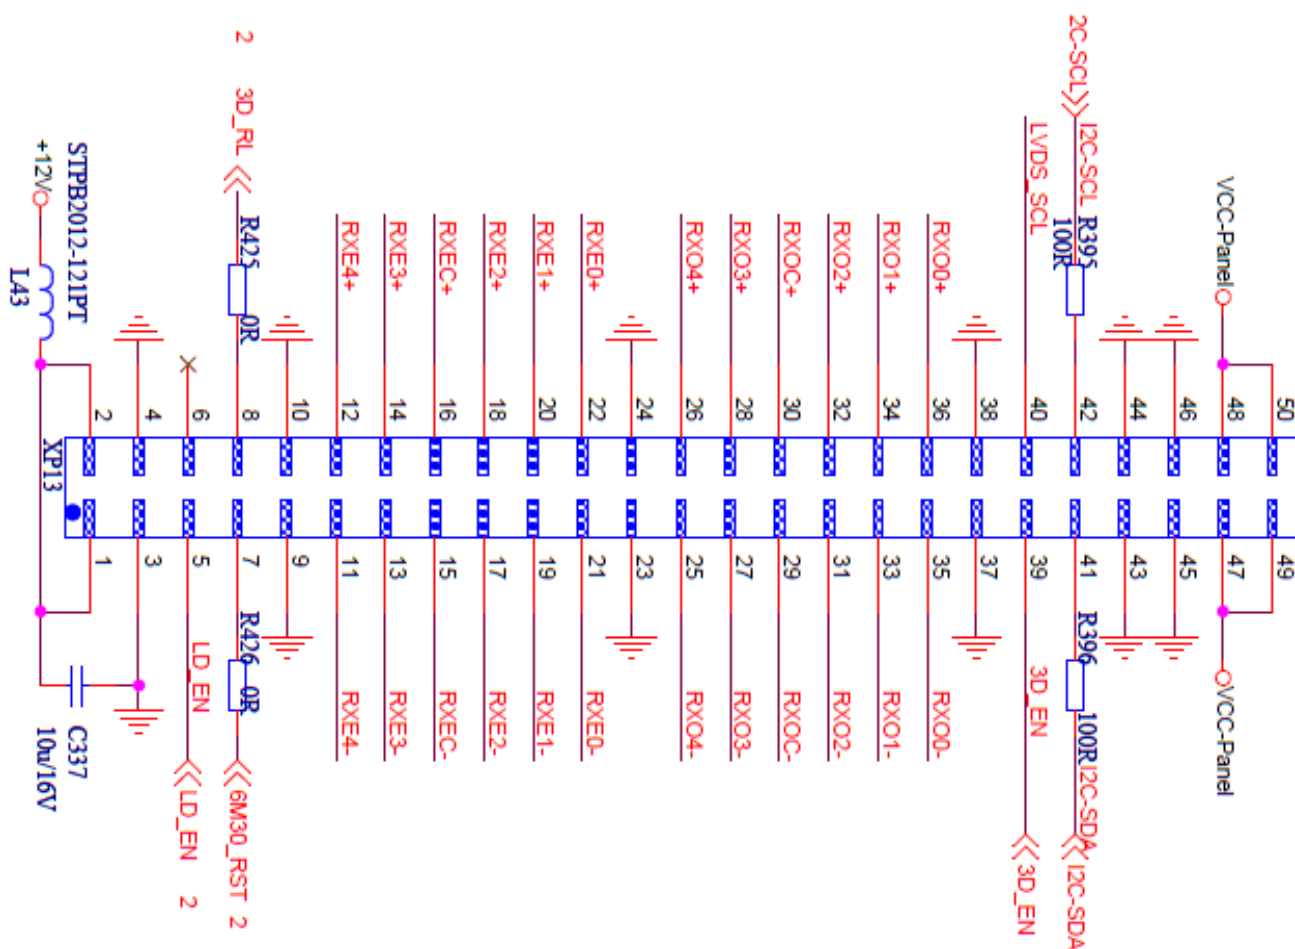 2
3D_RL
2C-SCL
I2C-SCL
LVDS_SCL
R395
100R
VCC-Panel
+12V
STPB2012-121PT
L43
R425
0R
RXE4+
RXE3+
RXEC+
RXE2+
RXE1+
RXE0+
RXO4+
RXO3+
RXOC+
RXO2+
RXO1+
RXO0+
2
4
6
8
10
12
14
16
18
20
22
24
26
28
30
32
34
36
38
40
42
44
46
48
50
XP13
1
3
5
7
9
11
13
15
17
19
21
23
25
27
29
31
33
35
37
39
41
43
45
47
49
LD_EN
R426
0R
RXE4-
RXE3-
RXEC-
RXE2-
RXE1-
RXE0-
RXO4-
RXO3-
RXOC-
RXO2-
RXO1-
RXO0-
3D_EN
R396
100R
I2C-SDA
VCC-Panel
C337
10u/16V
LD_EN 2
6M30_RST 2
3D_EN
I2C-SDA